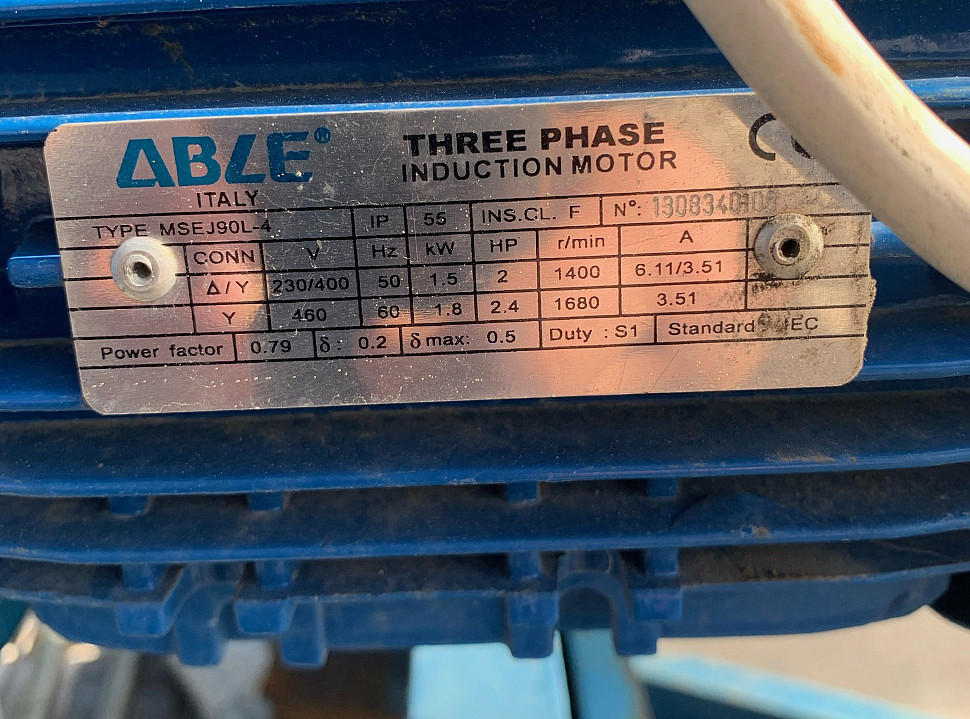 ABLE®
ITALY
THREE PHASE
INDUCTION MOTOR
TYPE MSEJ90L-4 IP 55 INS.CL. F Nº: 1308340108
CONN V Hz kW HP r/min A
Δ/Y 230/400 50 1.5 2 1400 6.11/3.51
Y 460 60 1.8 2.4 1680 3.51
Power factor 0.79 δ: 0.2 δ max: 0.5 Duty : S1 Standard IEC